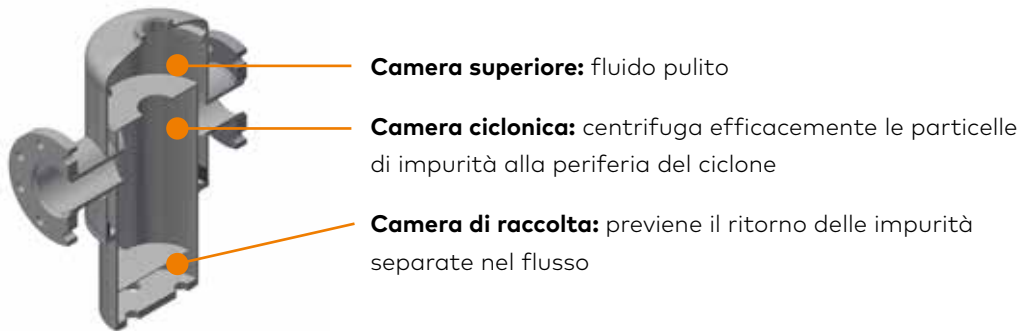 Camera superiore: fluido pulito
Camera ciclonica: centrifuga efficacemente le particelle
di impurità alla periferia del ciclone
Camera di raccolta: previene il ritorno delle impurità
separate nel flusso